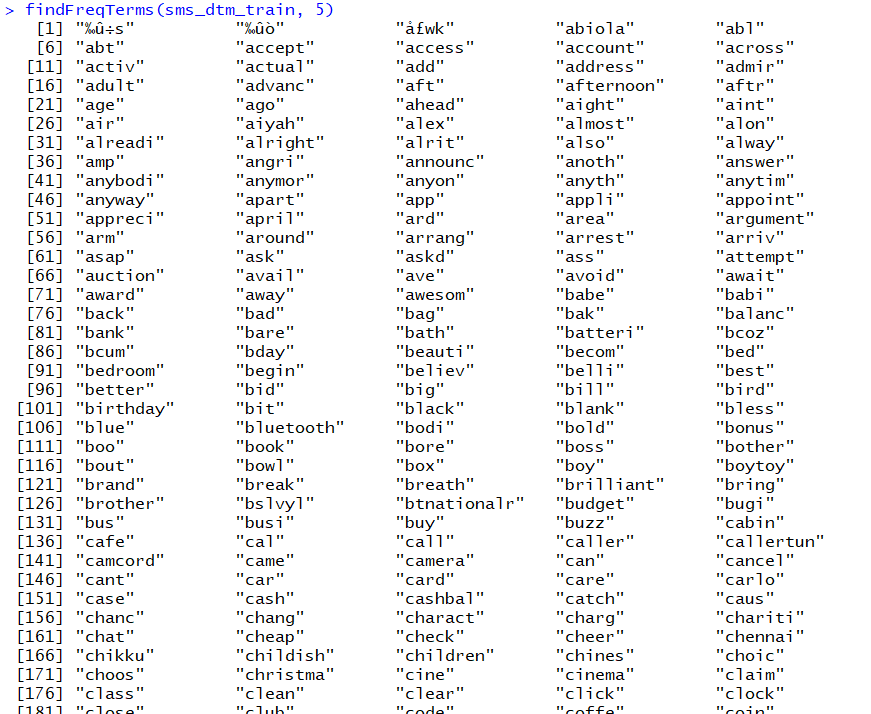 > findFreqTerms(sms_dtm_train, 5)
[1] "‰û÷s" "‰ûò" "å£wk" "abiola" "abl"
[6] "abt" "accept" "access" "account" "across"
[11] "activ" "actual" "add" "address" "admir"
[16] "adult" "advanc" "aft" "afternoon" "aftr"
[21] "age" "ago" "ahead" "aight" "aint"
[26] "air" "aiyah" "alex" "almost" "alon"
[31] "alreadi" "alright" "alrit" "also" "alway"
[36] "amp" "angri" "announc" "anoth" "answer"
[41] "anybodi" "anymor" "anyon" "anyth" "anytim"
[46] "anyway" "apart" "app" "appli" "appoint"
[51] "appreci" "april" "ard" "area" "argument"
[56] "arm" "around" "arrang" "arrest" "arriv"
[61] "asap" "ask" "askd" "ass" "attempt"
[66] "auction" "avail" "ave" "avoid" "await"
[71] "award" "away" "awesom" "babe" "babi"
[76] "back" "bad" "bag" "bak" "balanc"
[81] "bank" "bare" "bath" "batteri" "bcoz"
[86] "bcum" "bday" "beauti" "becom" "bed"
[91] "bedroom" "begin" "believ" "belli" "best"
[96] "better" "bid" "big" "bill" "bird"
[101] "birthday" "bit" "black" "blank" "bless"
[106] "blue" "bluetooth" "bodi" "bold" "bonus"
[111] "boo" "book" "bore" "boss" "bother"
[116] "bout" "bowl" "box" "boy" "boytoy"
[121] "brand" "break" "breath" "brilliant" "bring"
[126] "brother" "bslvyl" "btnationalr" "budget" "bugi"
[131] "bus" "busi" "buy" "buzz" "cabin"
[136] "cafe" "cal" "call" "caller" "callertun"
[141] "camcord" "came" "camera" "can" "cancel"
[146] "cant" "car" "card" "care" "carlo"
[151] "case" "cash" "cashbal" "catch" "caus"
[156] "chanc" "chang" "charact" "charg" "chariti"
[161] "chat" "cheap" "check" "cheer" "chennai"
[166] "chikku" "childish" "children" "chines" "choic"
[171] "choos" "christma" "cine" "cinema" "claim"
[176] "class" "clean" "clear" "click" "clock"
[181] "close" "club" "code" "coffe" "coin"